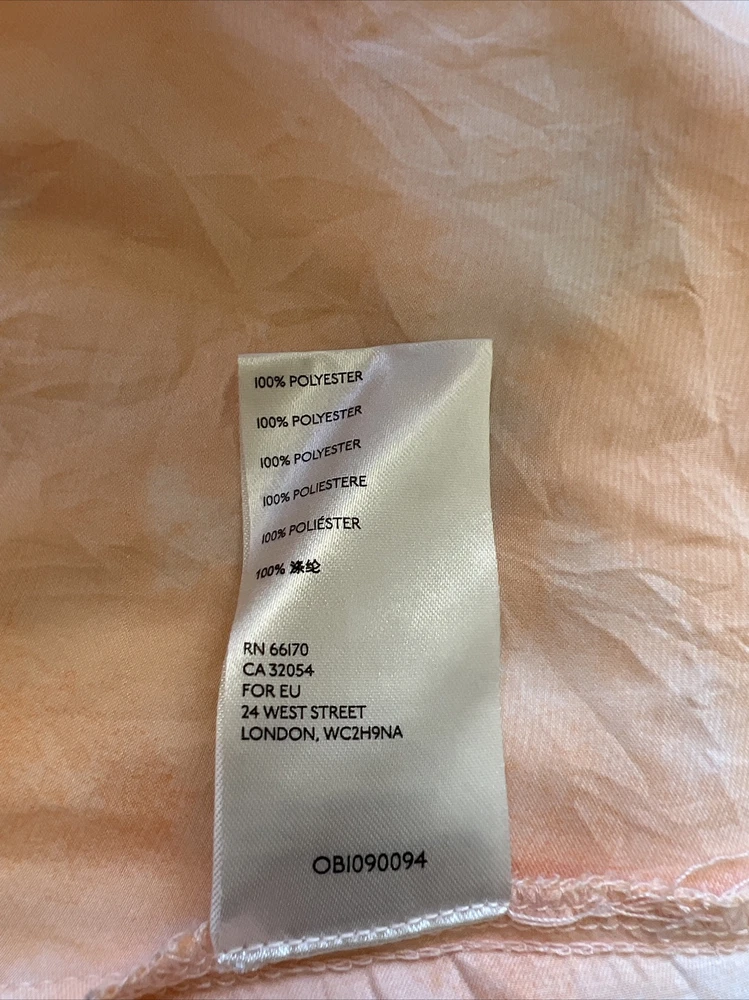 100% POLYESTER
100% POLYESTER
100% POLYESTER
100% POLIESTERE
100% POLIÉSTER
100% 涤纶
RN 66170
CA 32054
FOR EU
24 WEST STREET
LONDON, WC2H9NA
OB1090094